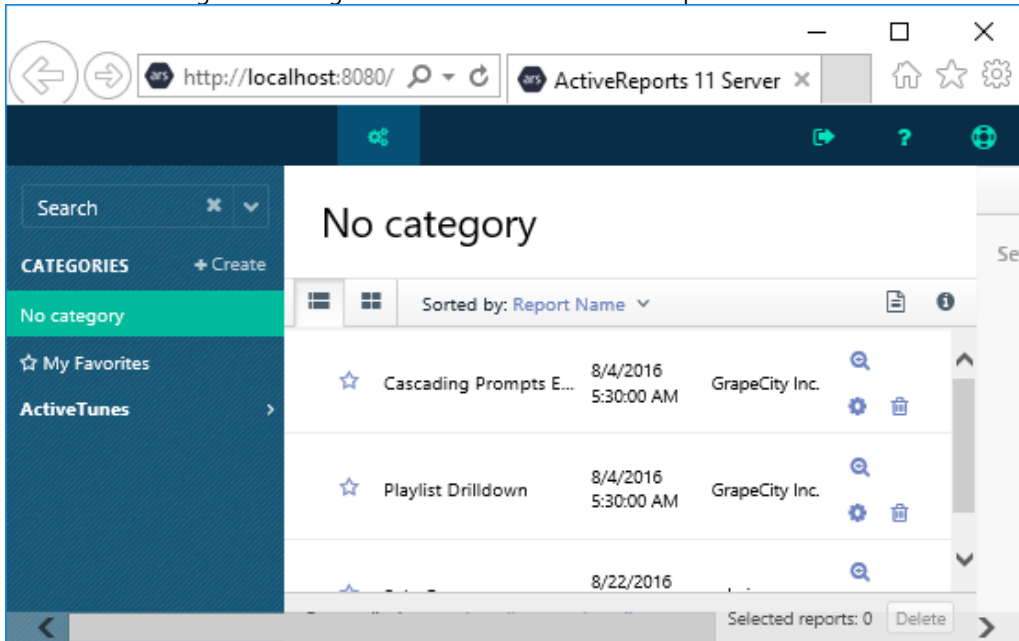 http://localhost:8080/
ars
ActiveReports 11 Server
?
Search
CATEGORIES
+ Create
No category
My Favorites
ActiveTunes
No category
Sorted by: Report Name
Cascading Prompts E... 8/4/2016 5:30:00 AM GrapeCity Inc.
Playlist Drilldown 8/4/2016 5:30:00 AM GrapeCity Inc.
8/22/2016
Selected reports: 0 Delete
Se